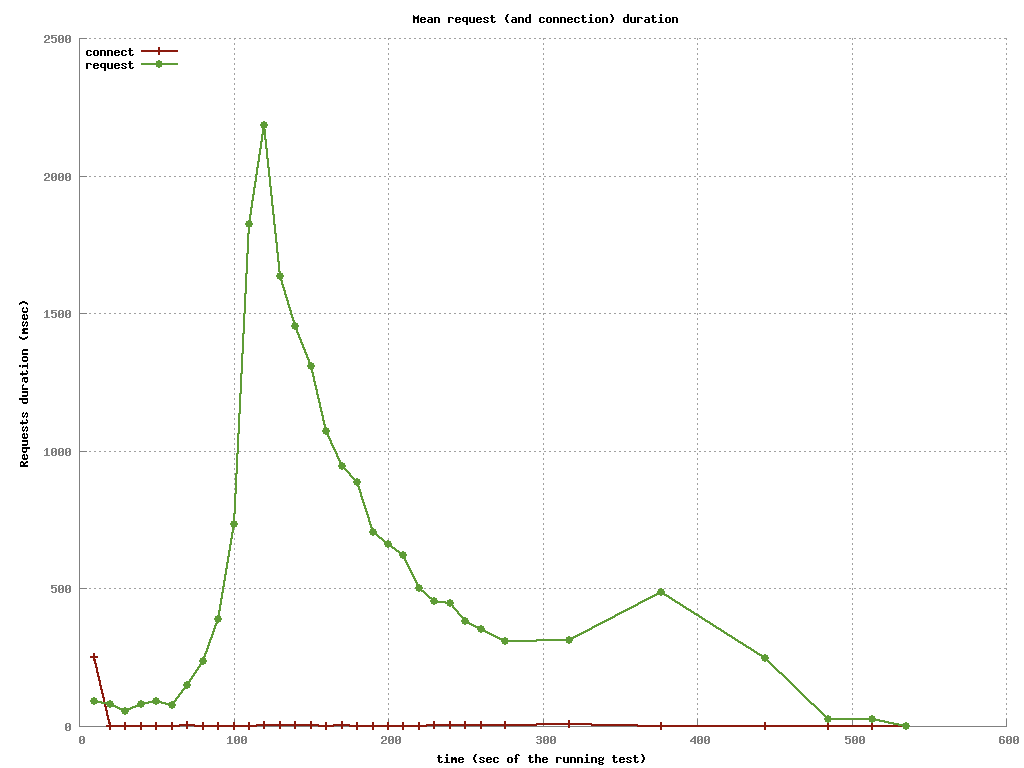 Mean request (and connection) duration
2500
connect
request
2000
1500
Requests duration (msec)
1000
500
0
0 100 200 300 400 500 600
time (sec of the running test)